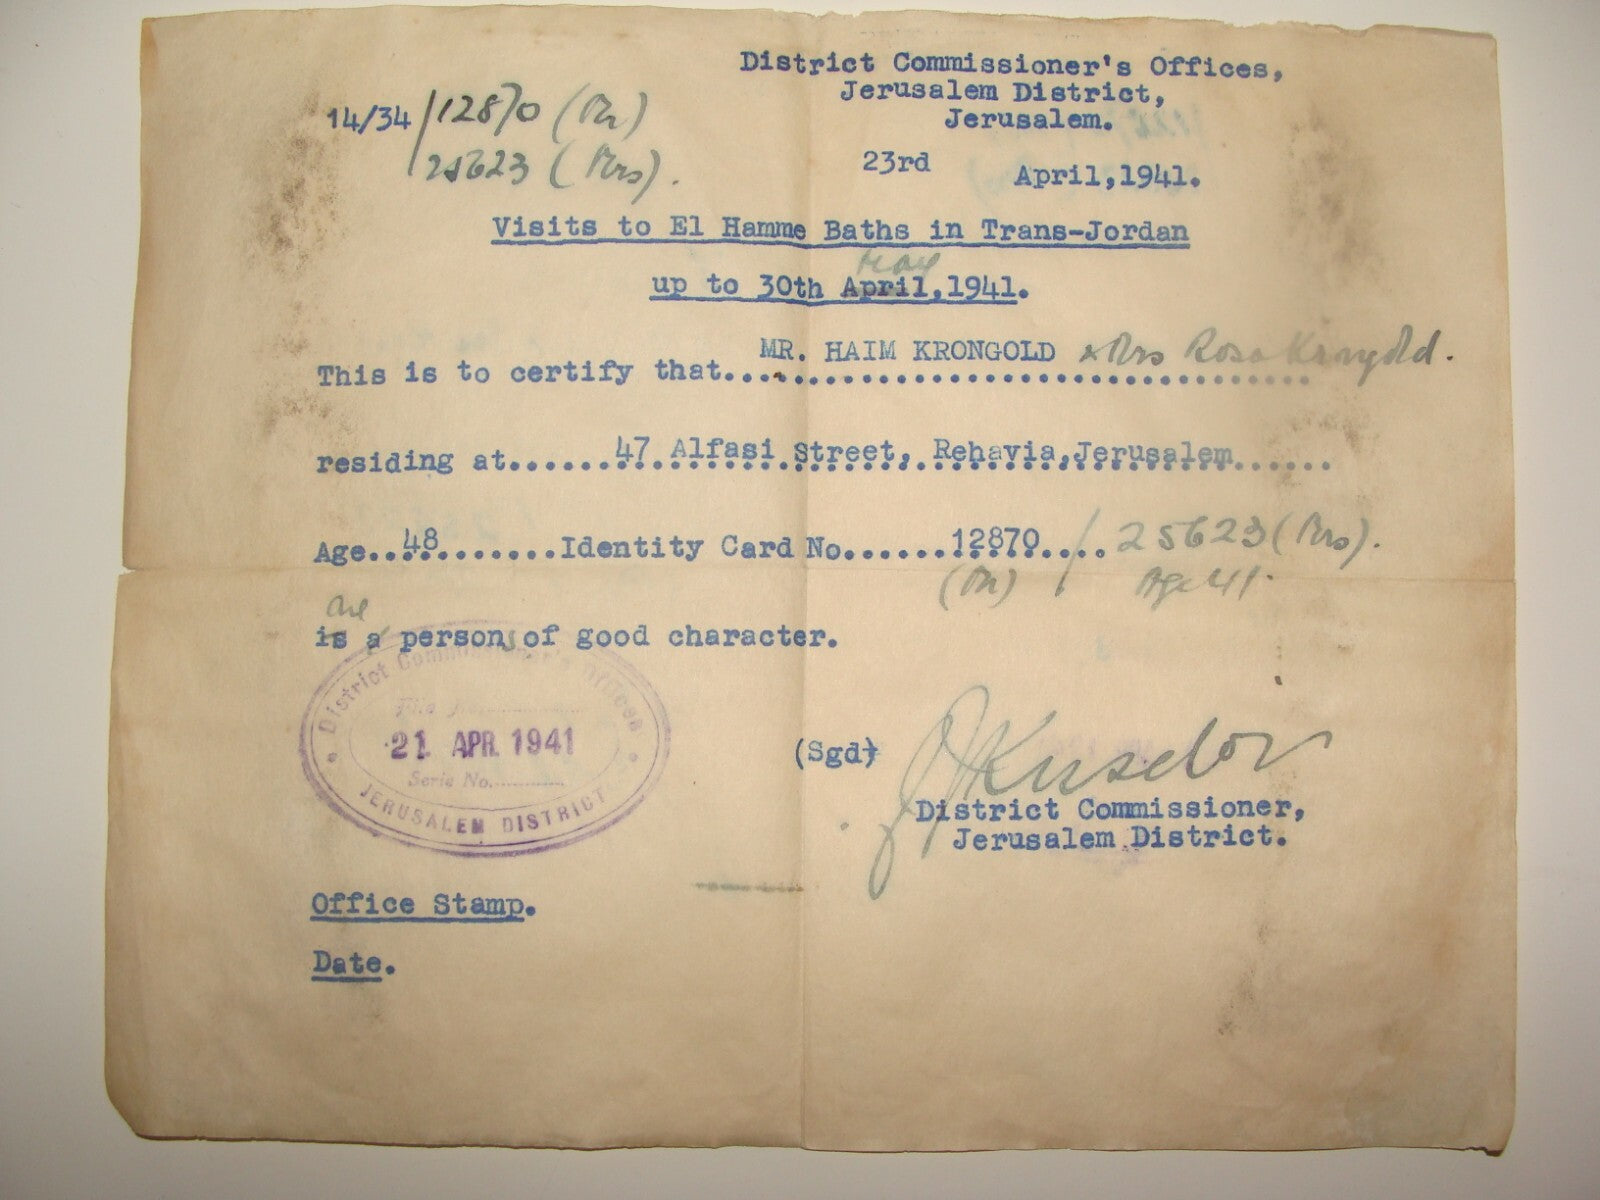 District Commissioner's Offices,
Jerusalem District,
Jerusalem.
14/34/12870 (Mr)
25623 (Mrs).
23rd April,1941.
Visits to El Hamme Baths in Trans-Jordan
May
up to 30th April,1941.
This is to certify that....MR. HAIM KRONGOLD & Mrs Rosa Krongold.
residing at......47 Alfasi Street, Rehavia,Jerusalem......
Age..48........Identity Card No......12870..../25623 (Mrs).
(Mr) Age 41.
are
is a persons of good character.
District Commissioner's Offices
File No.
21 APR. 1941
Serie No.
JERUSALEM DISTRICT
(Sgd)
District Commissioner,
Jerusalem District.
Office Stamp.
Date.